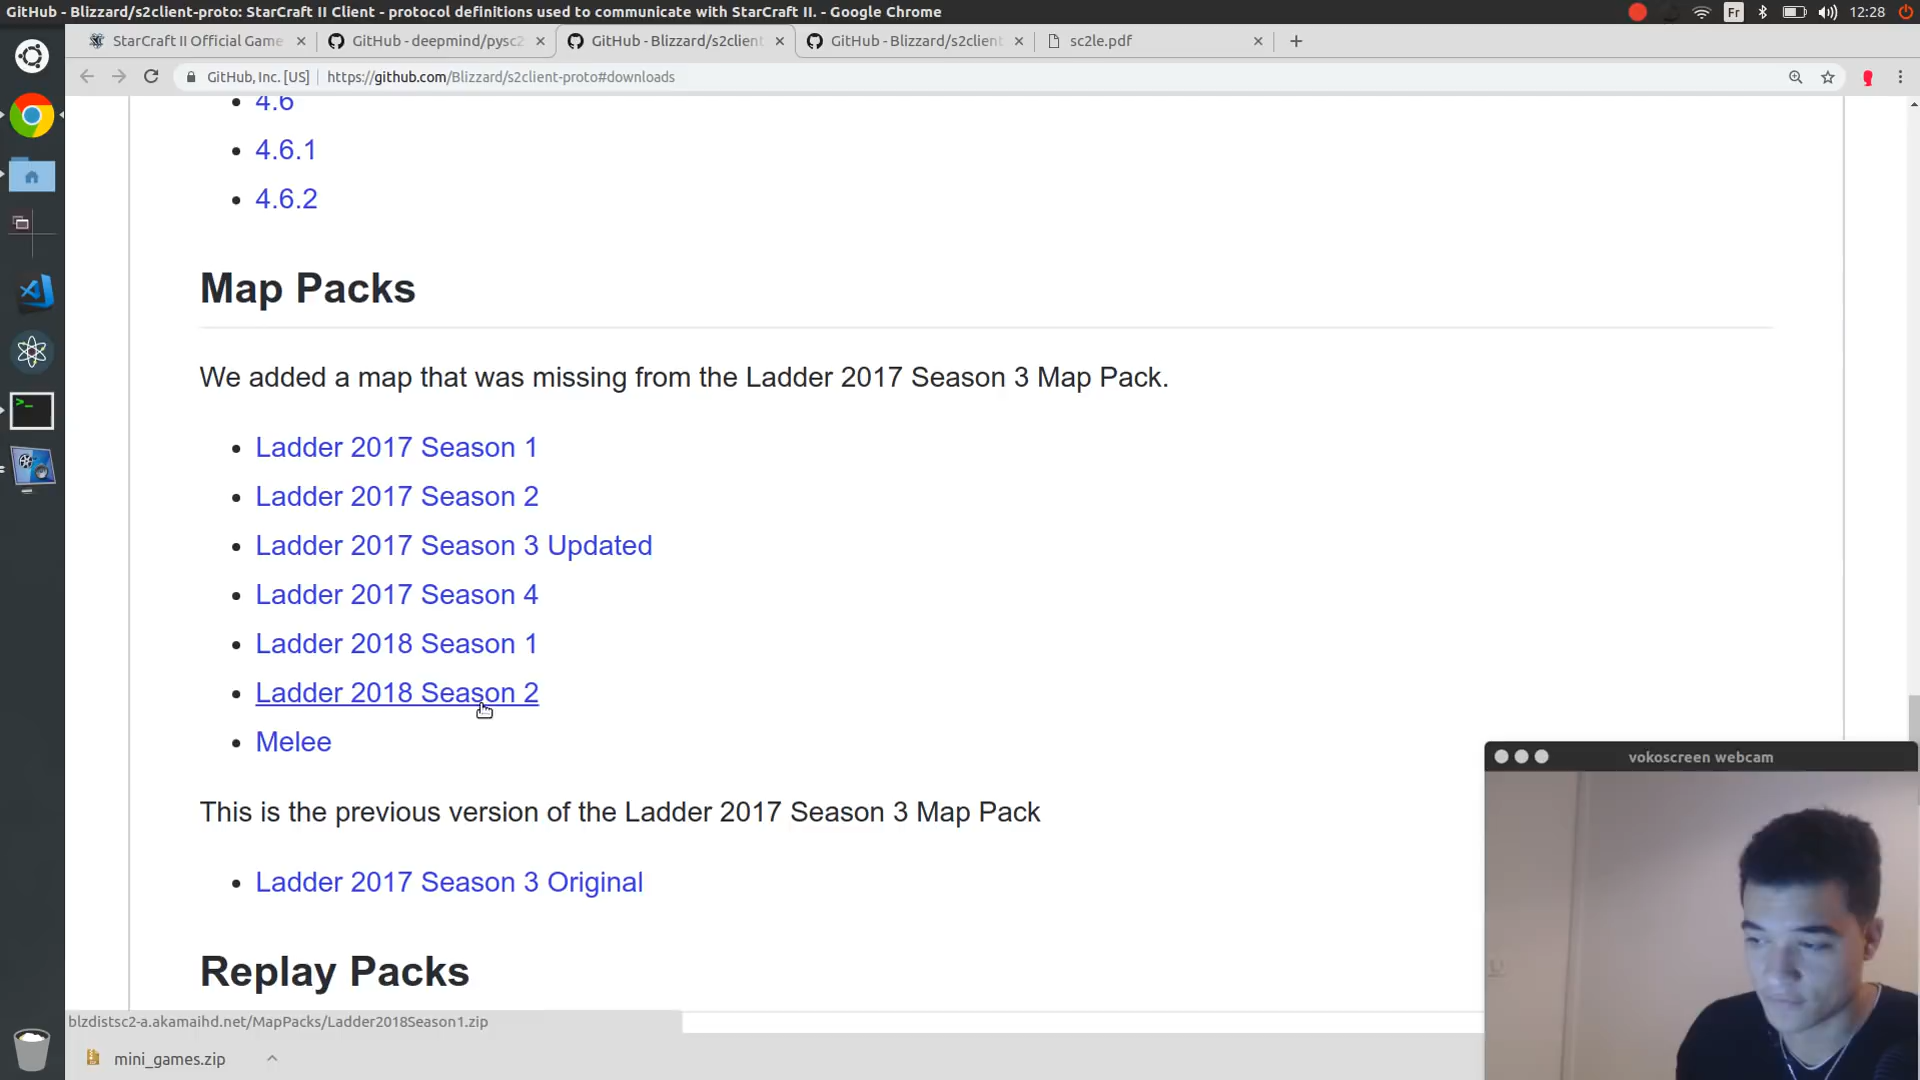 GitHub - Blizzard/s2client-proto: StarCraft II Client - protocol definitions used to communicate with StarCraft II. - Google Chrome
Fr
12:28
StarCraft II Official Game
GitHub - deepmind/pysc2
GitHub - Blizzard/s2client
GitHub - Blizzard/s2client
sc2le.pdf
GitHub, Inc. [US]
https://github.com/Blizzard/s2client-proto#downloads
4.6
4.6.1
4.6.2
Map Packs
We added a map that was missing from the Ladder 2017 Season 3 Map Pack.
Ladder 2017 Season 1
Ladder 2017 Season 2
Ladder 2017 Season 3 Updated
Ladder 2017 Season 4
Ladder 2018 Season 1
Ladder 2018 Season 2
Melee
This is the previous version of the Ladder 2017 Season 3 Map Pack
Ladder 2017 Season 3 Original
Replay Packs
vokoscreen webcam
blzdistsc2-a.akamaihd.net/MapPacks/Ladder2018Season1.zip
mini_games.zip